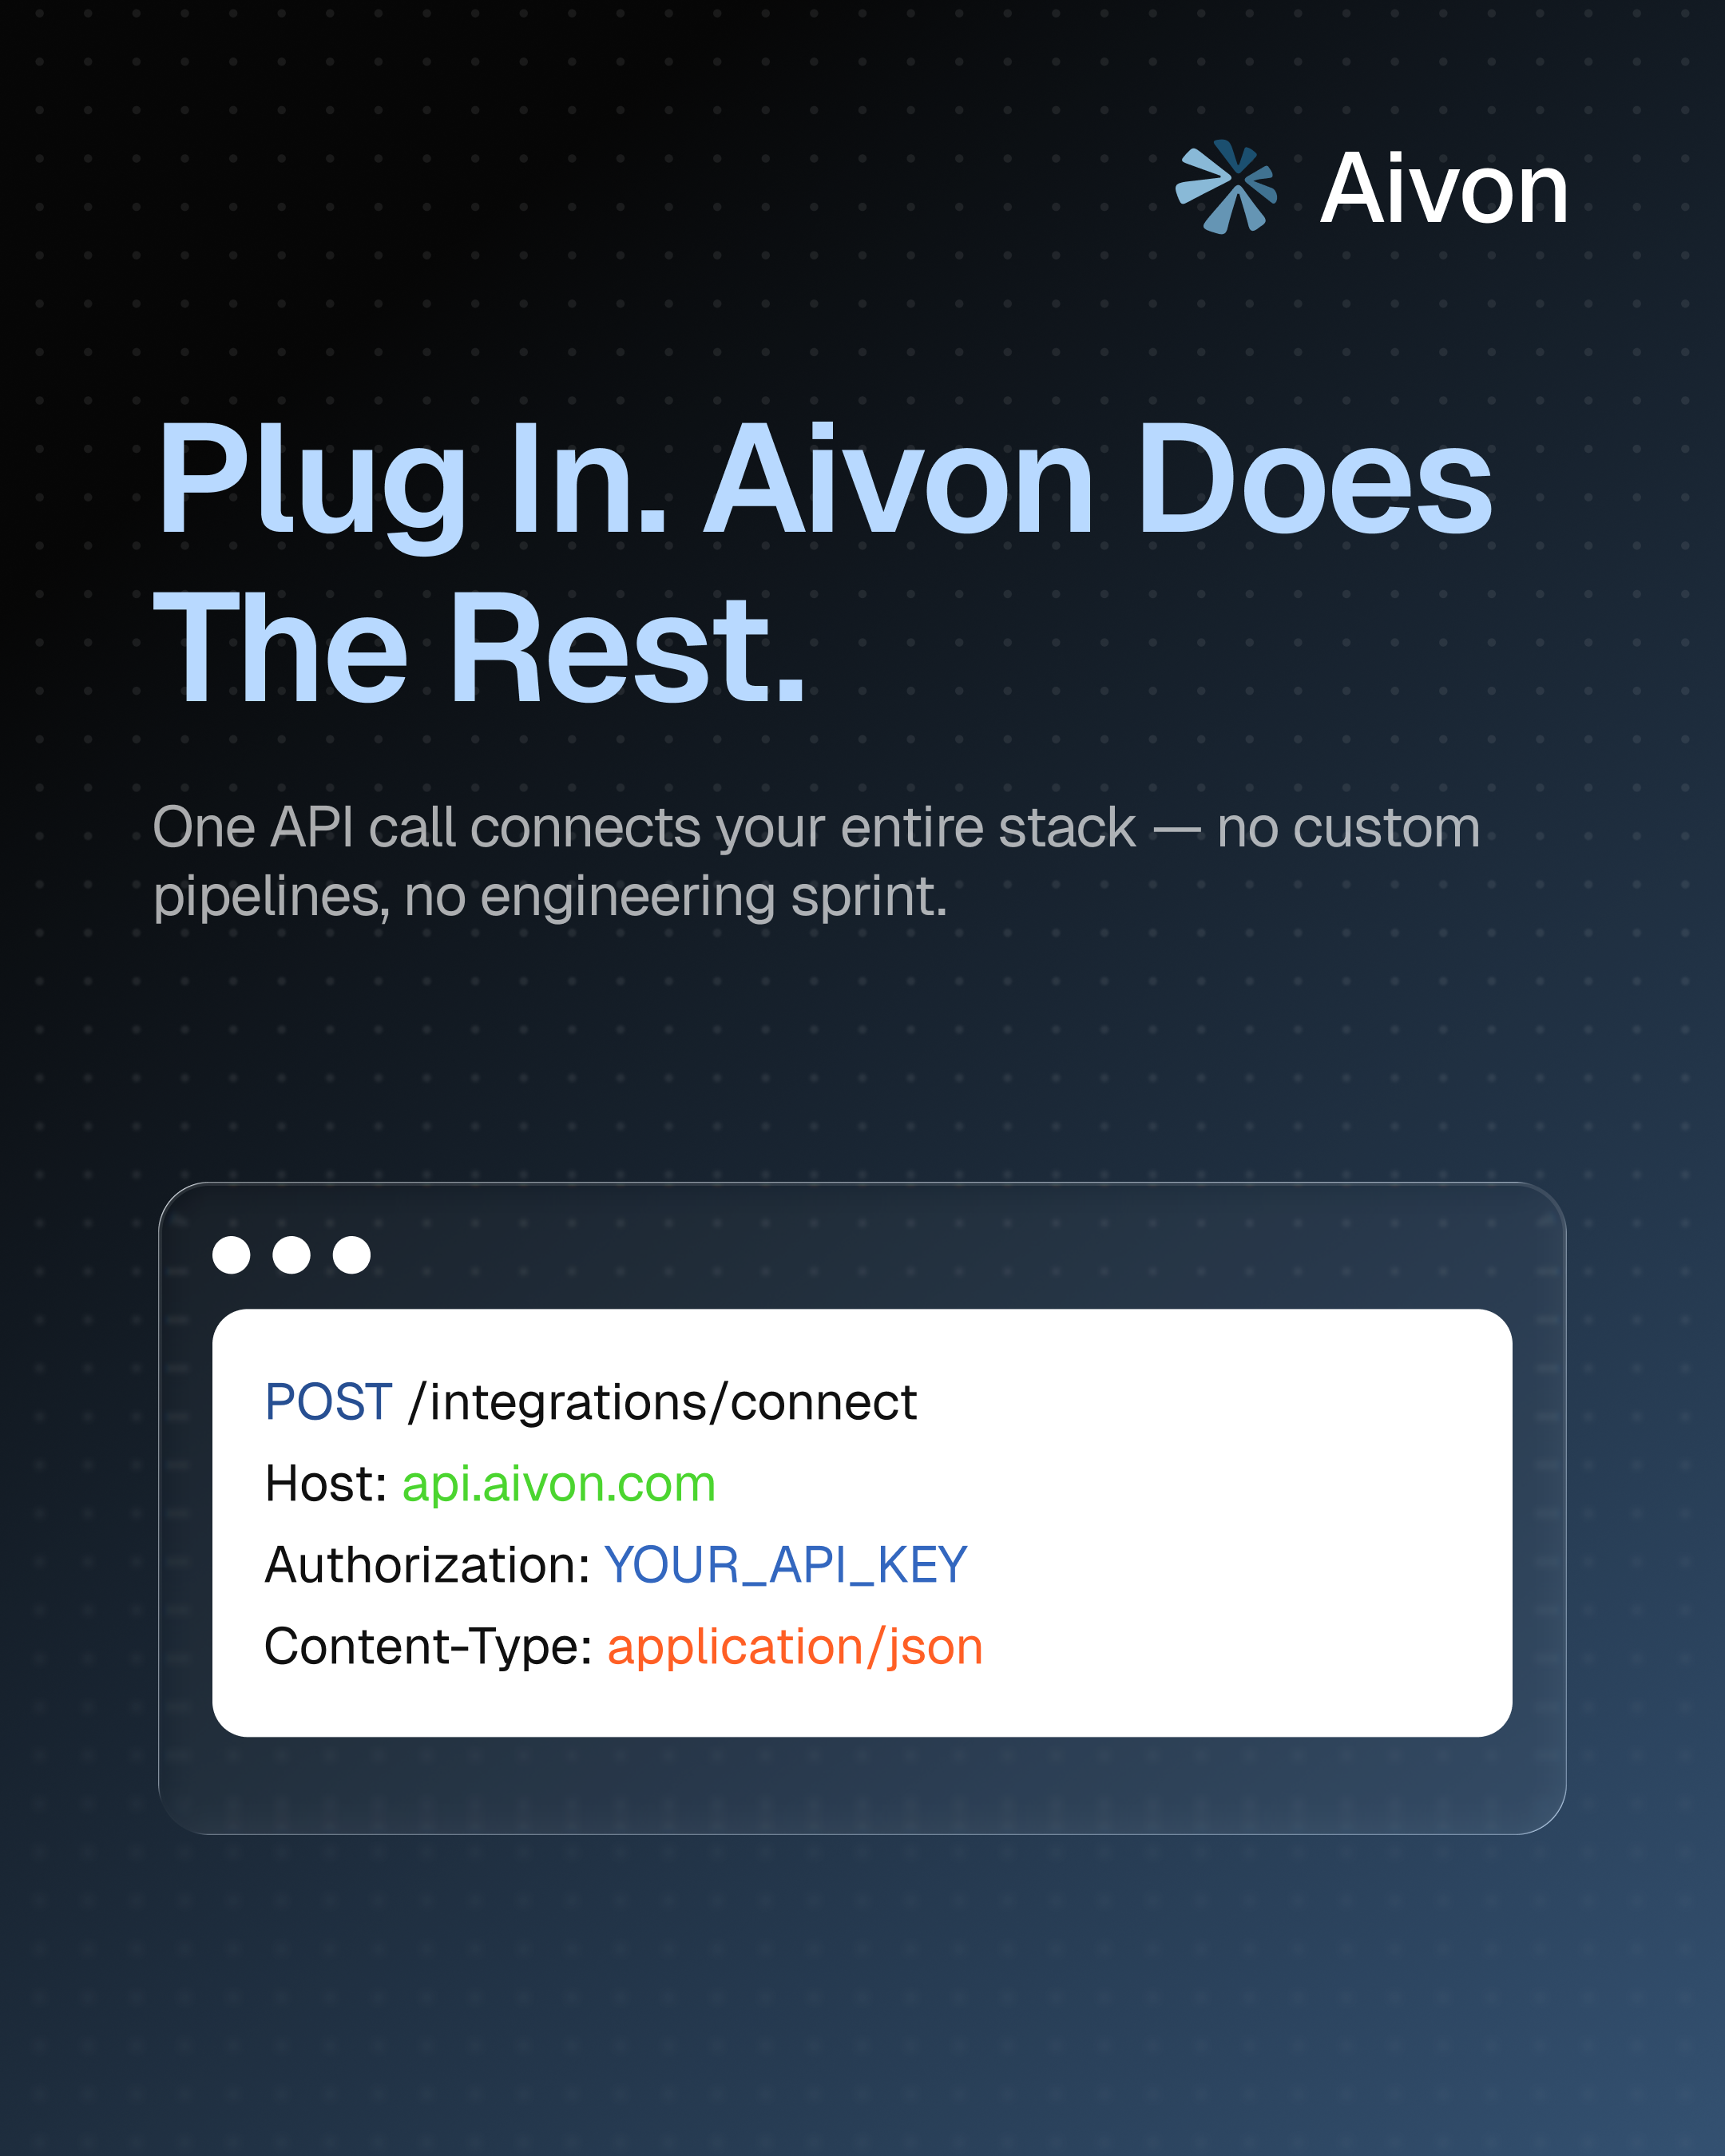 Aivon
Plug In. Aivon Does
The Rest.
One API call connects your entire stack — no custom
pipelines, no engineering sprint.
POST /integrations/connect
Host: api.aivon.com
Authorization: YOUR_API_KEY
Content-Type: application/json